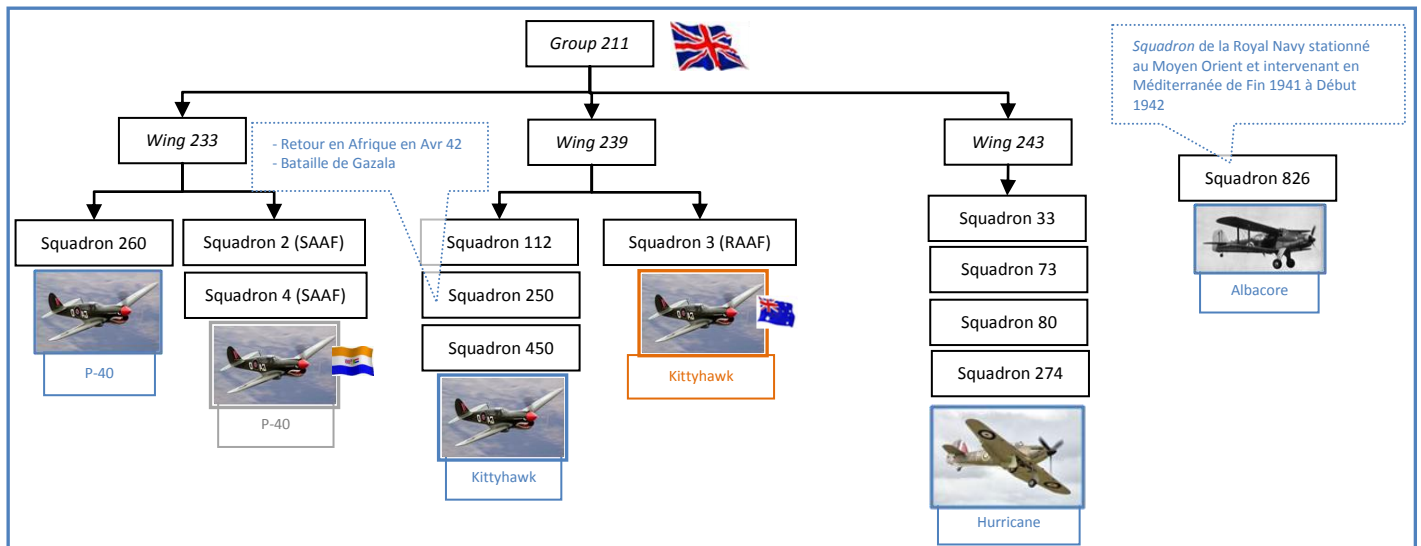 Group 211
Squadron de la Royal Navy stationné
au Moyen Orient et intervenant en
Méditerranée de Fin 1941 à Début
1942
Wing 233
- Retour en Afrique en Avr 42
- Bataille de Gazala
Wing 239
Wing 243
Squadron 826
Albacore
Squadron 260
P-40
Squadron 2 (SAAF)
Squadron 4 (SAAF)
P-40
Squadron 112
Squadron 250
Squadron 450
Kittyhawk
Squadron 3 (RAAF)
Kittyhawk
Squadron 33
Squadron 73
Squadron 80
Squadron 274
Hurricane